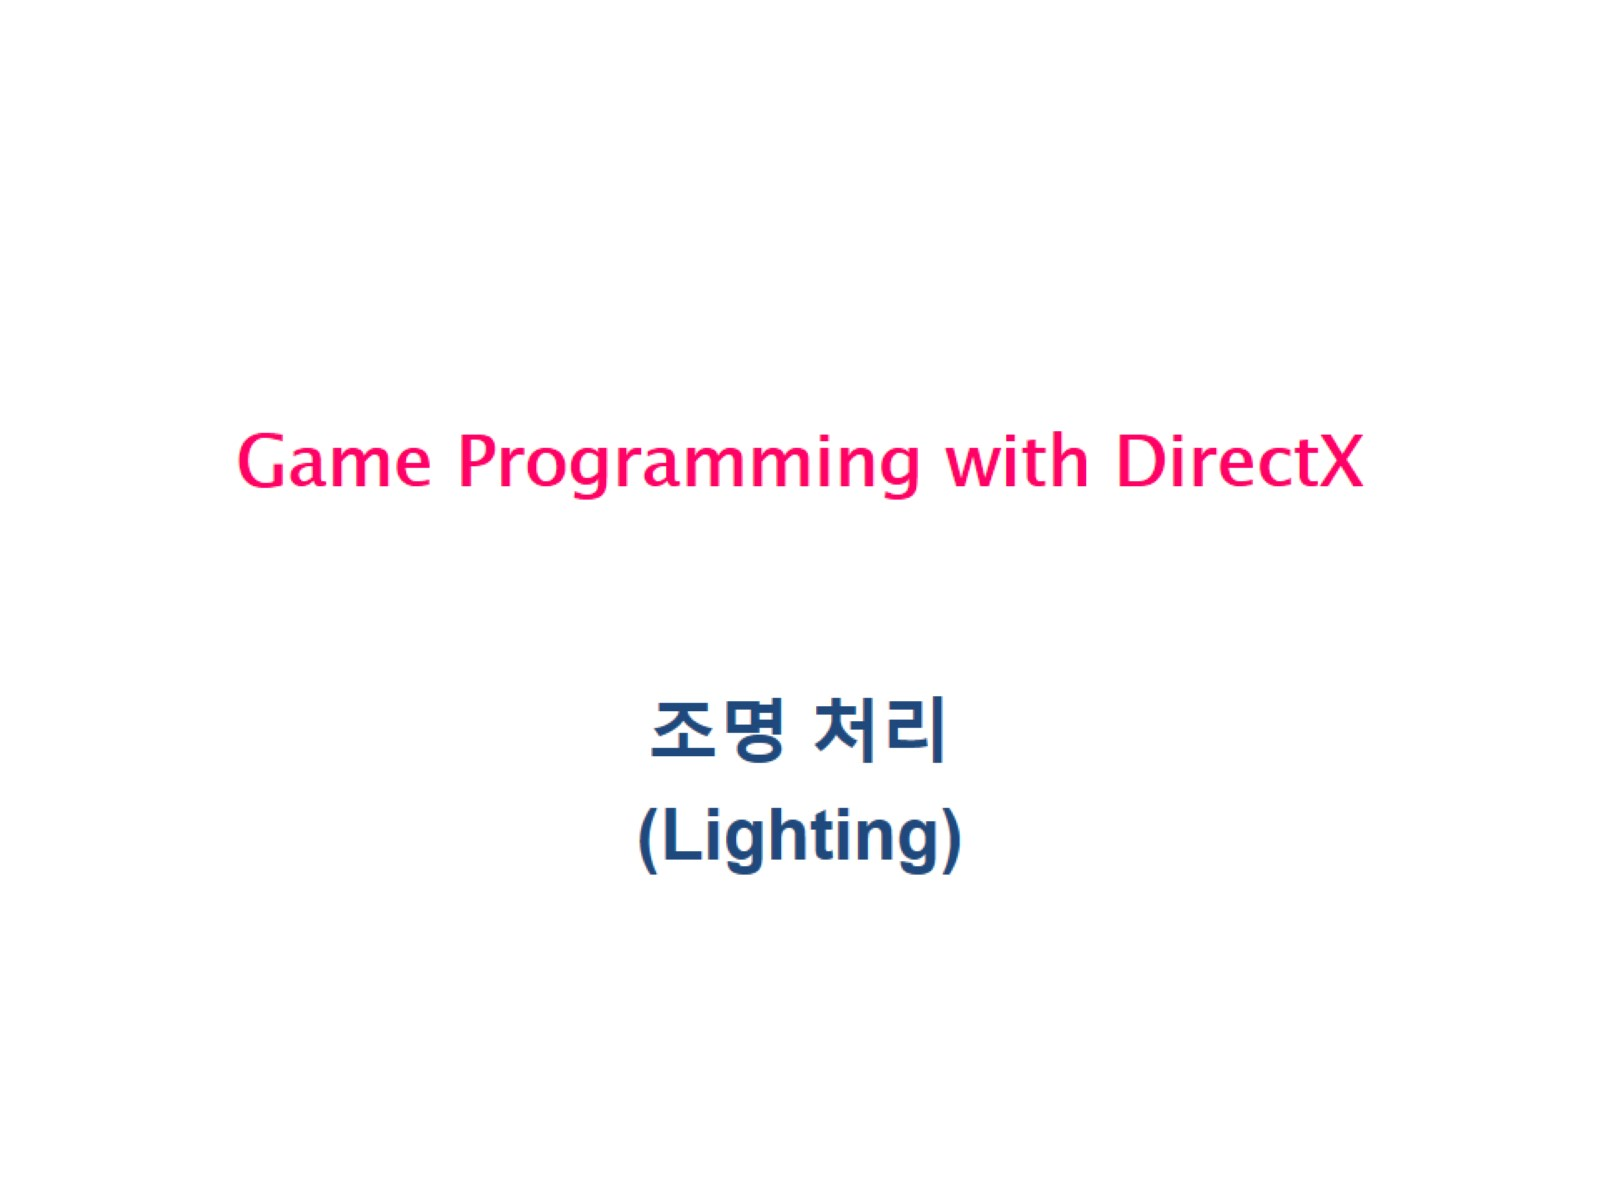 Game Programming with DirectX
조명 처리
(Lighting)